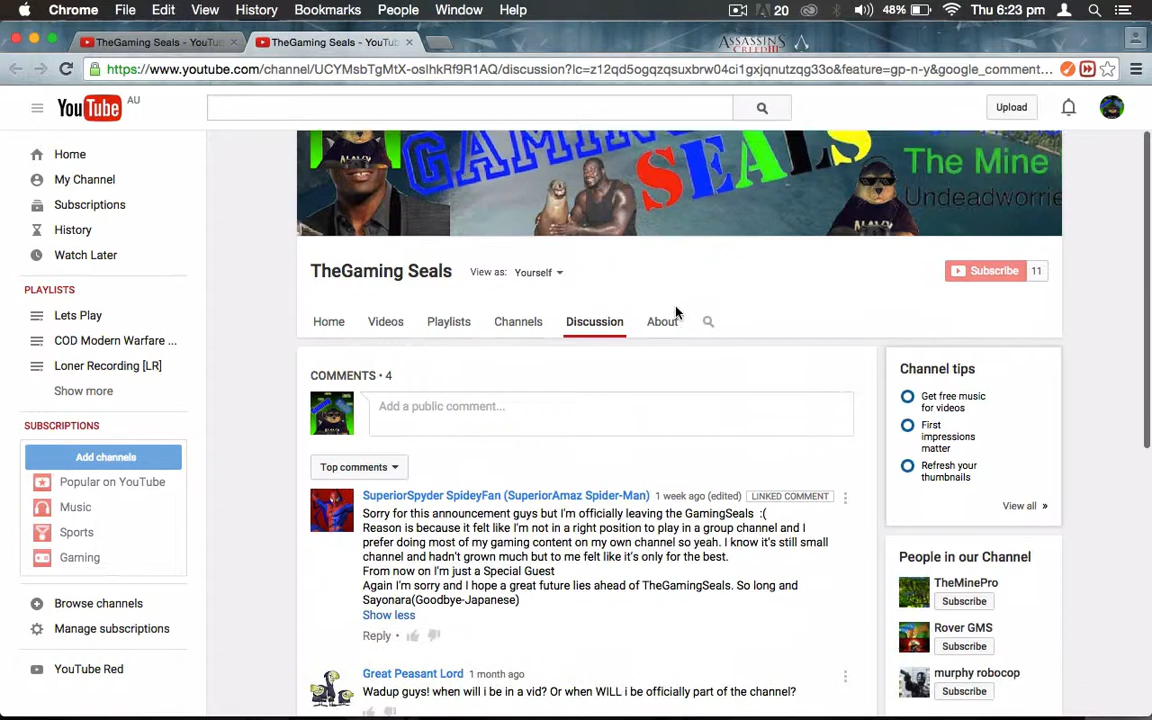 Chrome File Edit View History Bookmarks People Window Help 20 48% Thu 6:23 pm
TheGaming Seals - YouTu
TheGaming Seals - YouTu
ASSASSINS CREED III
https://www.youtube.com/channel/UCYMsbTgMtX-oslhkRf9R1AQ/discussion?lc=z12qd5ogqzqsuxbrw04ci1gxjqnutzqg33o&feature=gp-n-y&google_comment...
YouTube AU
Upload
Home
My Channel
Subscriptions
History
Watch Later
PLAYLISTS
Lets Play
COD Modern Warfare ...
Loner Recording [LR]
Show more
SUBSCRIPTIONS
Add channels
Popular on YouTube
Music
Sports
Gaming
Browse channels
Manage subscriptions
YouTube Red
GAMING
SEALS
The Mine
Undeadworrie
TheGaming Seals
View as: Yourself
Subscribe 11
Home Videos Playlists Channels Discussion About
COMMENTS • 4
Add a public comment...
Top comments
SuperiorSpyder SpideyFan (SuperiorAmaz Spider-Man) 1 week ago (edited) LINKED COMMENT
Sorry for this announcement guys but I'm officially leaving the GamingSeals :(
Reason is because it felt like I'm not in a right position to play in a group channel and I
prefer doing most of my gaming content on my own channel so yeah. I know it's still small
channel and hadn't grown much but to me felt like it's only for the best.
From now on I'm just a Special Guest
Again I'm sorry and I hope a great future lies ahead of TheGamingSeals. So long and
Sayonara(Goodbye-Japanese)
Show less
Reply •
Great Peasant Lord 1 month ago
Wadup guys! when will i be in a vid? Or when WILL i be officially part of the channel?
Channel tips
Get free music
for videos
First
impressions
matter
Refresh your
thumbnails
View all »
People in our Channel
TheMinePro
Subscribe
Rover GMS
Subscribe
murphy robocop
Subscribe